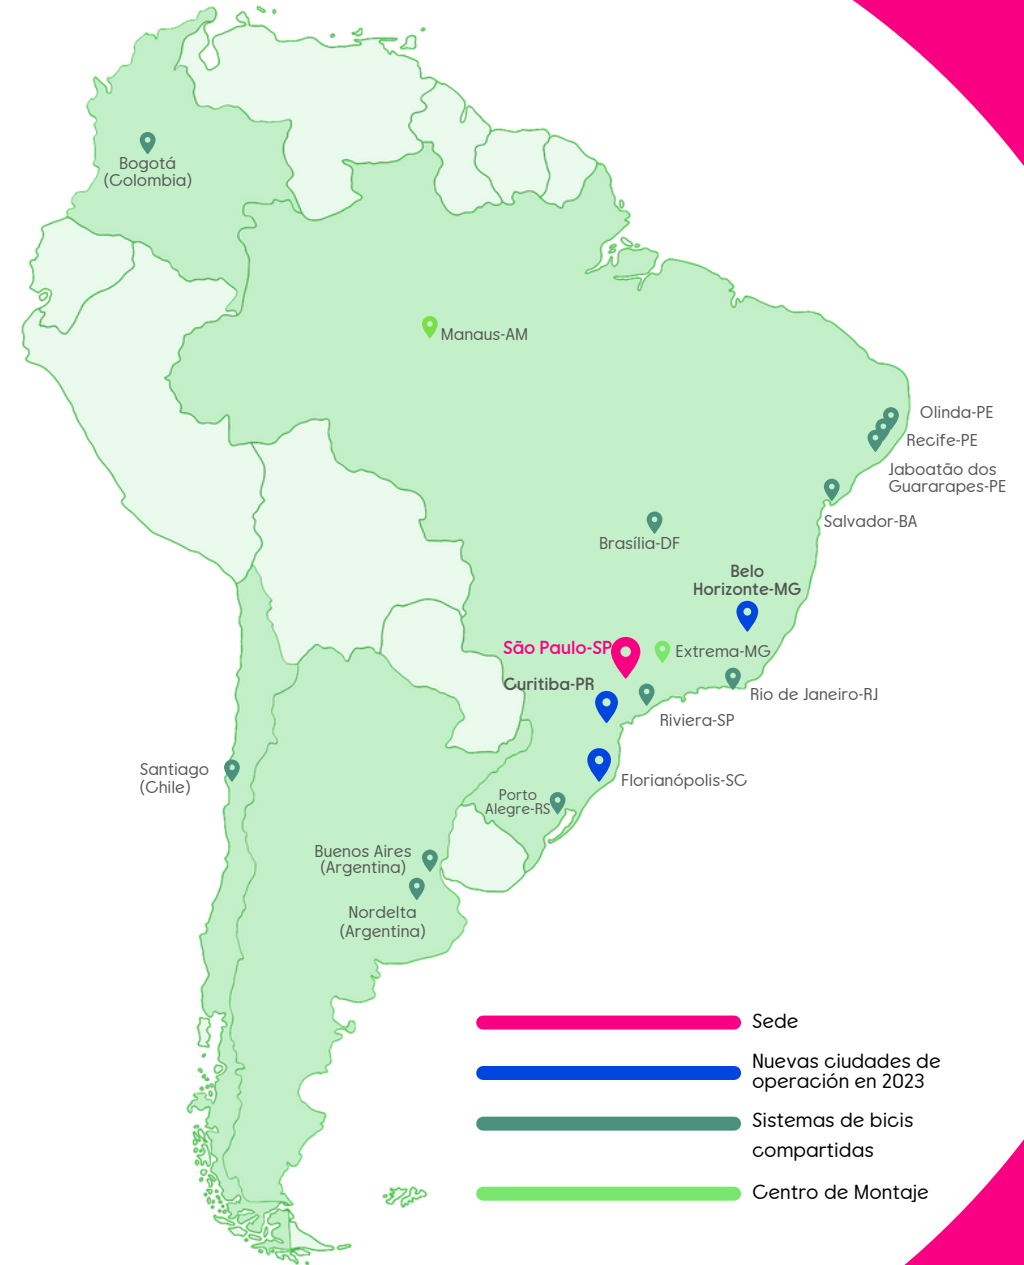 Bogotá
(Colombia)
Manaus-AM
Olinda-PE
Recife-PE
Jaboatão dos
Guararapes-PE
Salvador-BA
Brasília-DF
Belo
Horizonte-MG
São Paulo-SP
Extrema-MG
Curitiba-PR
Rio de Janeiro-RJ
Riviera-SP
Santiago
(Chile)
Florianópolis-SC
Porto
Alegre-RS
Buenos Aires
(Argentina)
Nordelta
(Argentina)
Sede
Nuevas ciudades de
operación en 2023
Sistemas de bicis
compartidas
Centro de Montaje